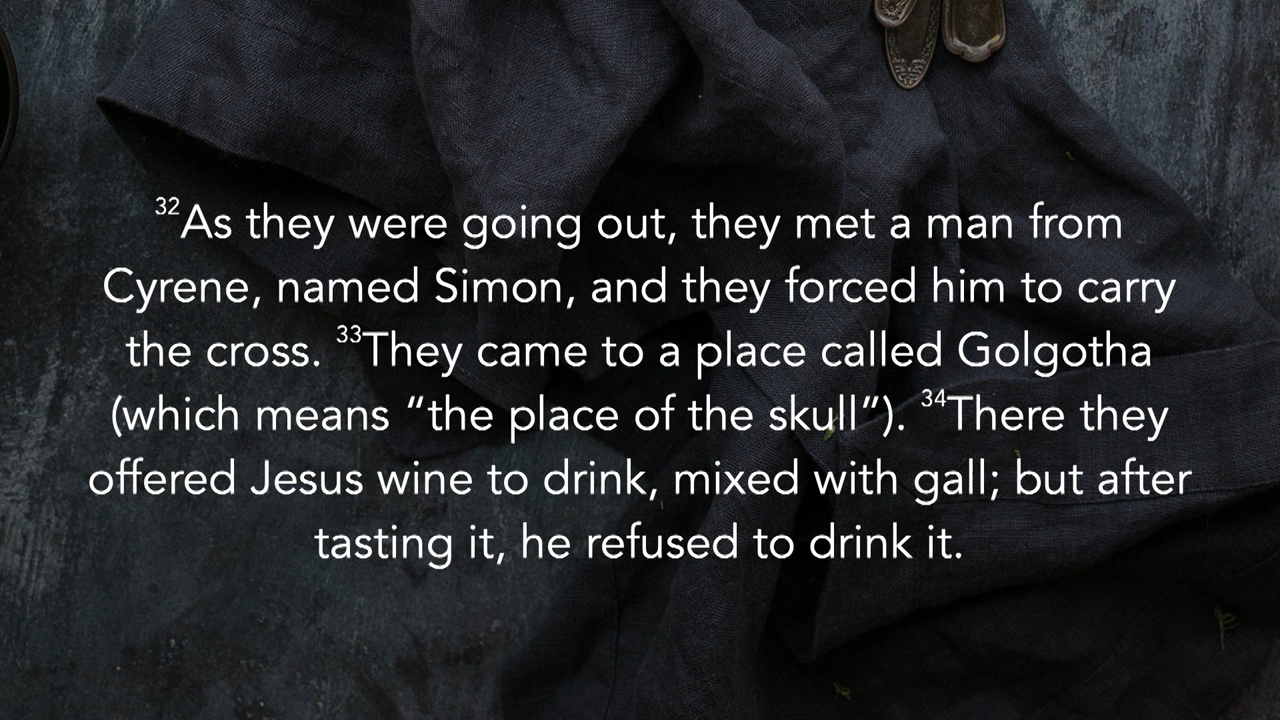 ³²As they were going out, they met a man from
Cyrene, named Simon, and they forced him to carry
the cross. ³³They came to a place called Golgotha
(which means “the place of the skull”). ³⁴There they
offered Jesus wine to drink, mixed with gall; but after
tasting it, he refused to drink it.